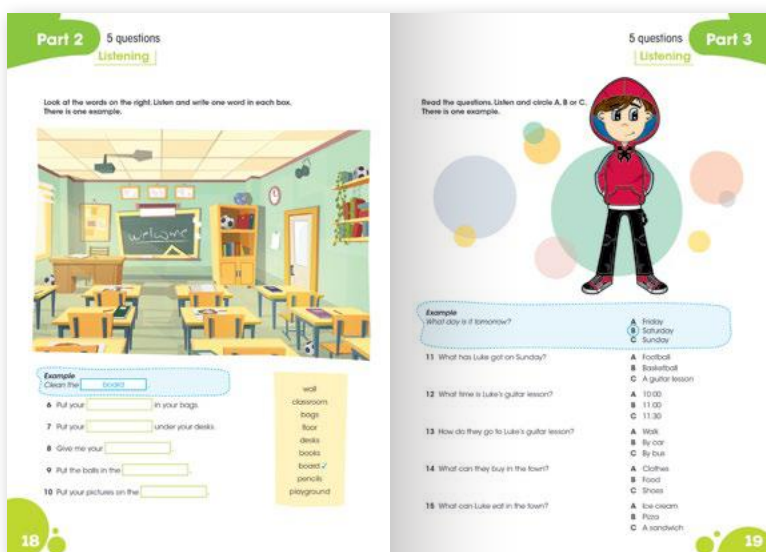 Part 2
5 questions
Listening
Look at the words on the right. Listen and write one word in each box.
There is one example.
welcome
Example
Clean the board
6 Put your in your bags.
7 Put your under your desks.
8 Give me your .
9 Put the balls in the .
10 Put your pictures on the .
wall
classroom
bags
floor
desks
books
board ✓
pencils
playground
18
5 questions
Part 3
Listening
Read the questions. Listen and circle A, B or C.
There is one example.
Example
What day is it tomorrow?
A Friday
B Saturday
C Sunday
11 What has Luke got on Sunday?
A Football
B Basketball
C A guitar lesson
12 What time is Luke's guitar lesson?
A 10:00
B 11:00
C 11:30
13 How do they go to Luke's guitar lesson?
A Walk
B By car
C By bus
14 What can they buy in the town?
A Clothes
B Food
C Shoes
15 What can Luke eat in the town?
A Ice cream
B Pizza
C A sandwich
19